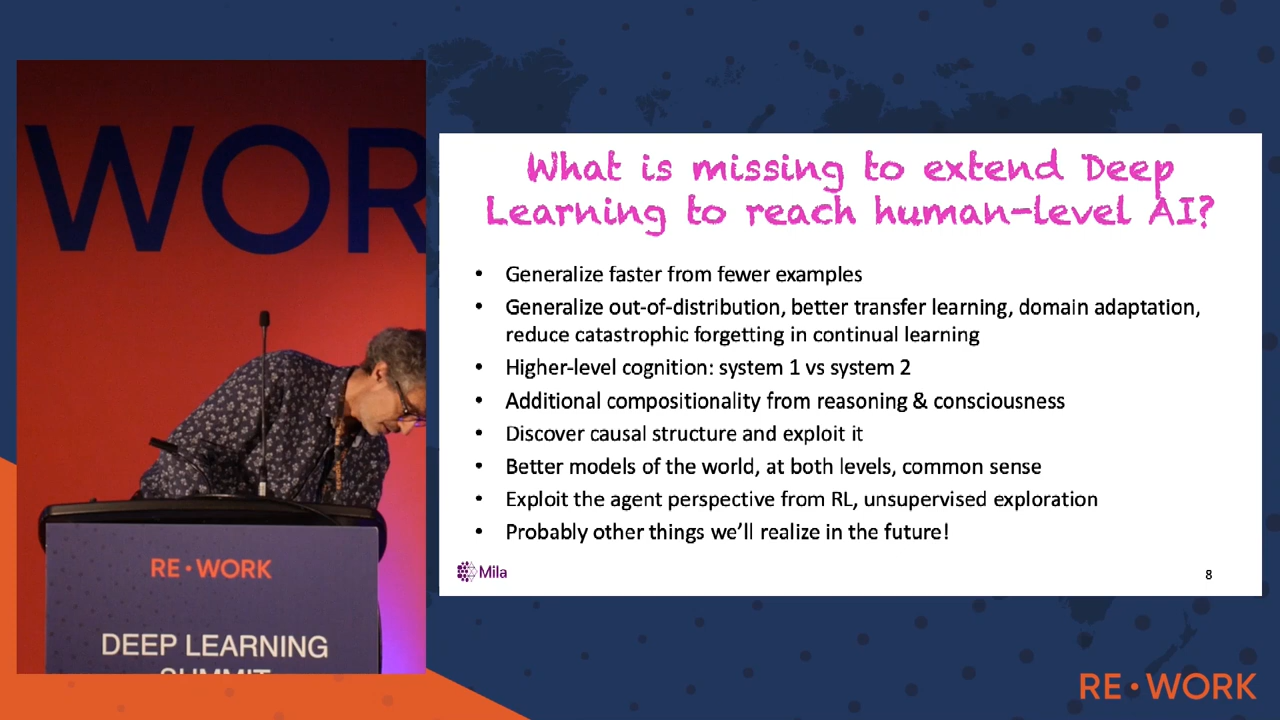 WOR
RE•WORK
DEEP LEARNING
SUMMIT
What is missing to extend Deep
Learning to reach human-level AI?
• Generalize faster from fewer examples
• Generalize out-of-distribution, better transfer learning, domain adaptation,
reduce catastrophic forgetting in continual learning
• Higher-level cognition: system 1 vs system 2
• Additional compositionality from reasoning & consciousness
• Discover causal structure and exploit it
• Better models of the world, at both levels, common sense
• Exploit the agent perspective from RL, unsupervised exploration
• Probably other things we'll realize in the future!
Mila
8
RE•WORK